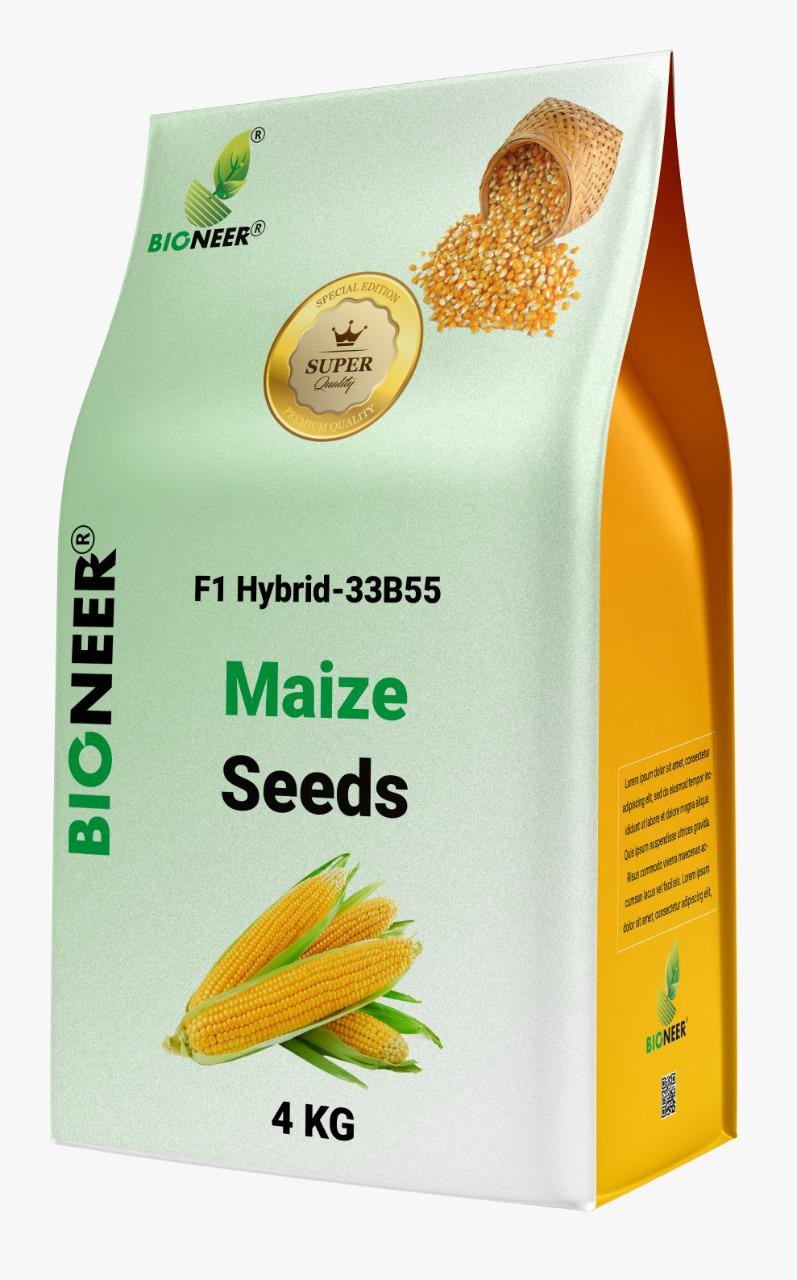 ®
BIONEER®
SPECIAL EDITION
SUPER
Quality
PREMIUM QUALITY
BIONEER®
F1 Hybrid-33B55
Maize
Seeds
4 KG
Lorem ipsum dolor sit amet, consectetur
adipiscing elit, sed do eiusmod tempor inc-
ididunt ut labore et dolore magna aliqua.
Quis ipsum suspendisse ultrices gravida.
Risus commodo viverra maecenas ac-
cumsan lacus vel facilisis. Lorem ipsum
dolor sit amet, consectetur adipiscing elit,
BIONEER®